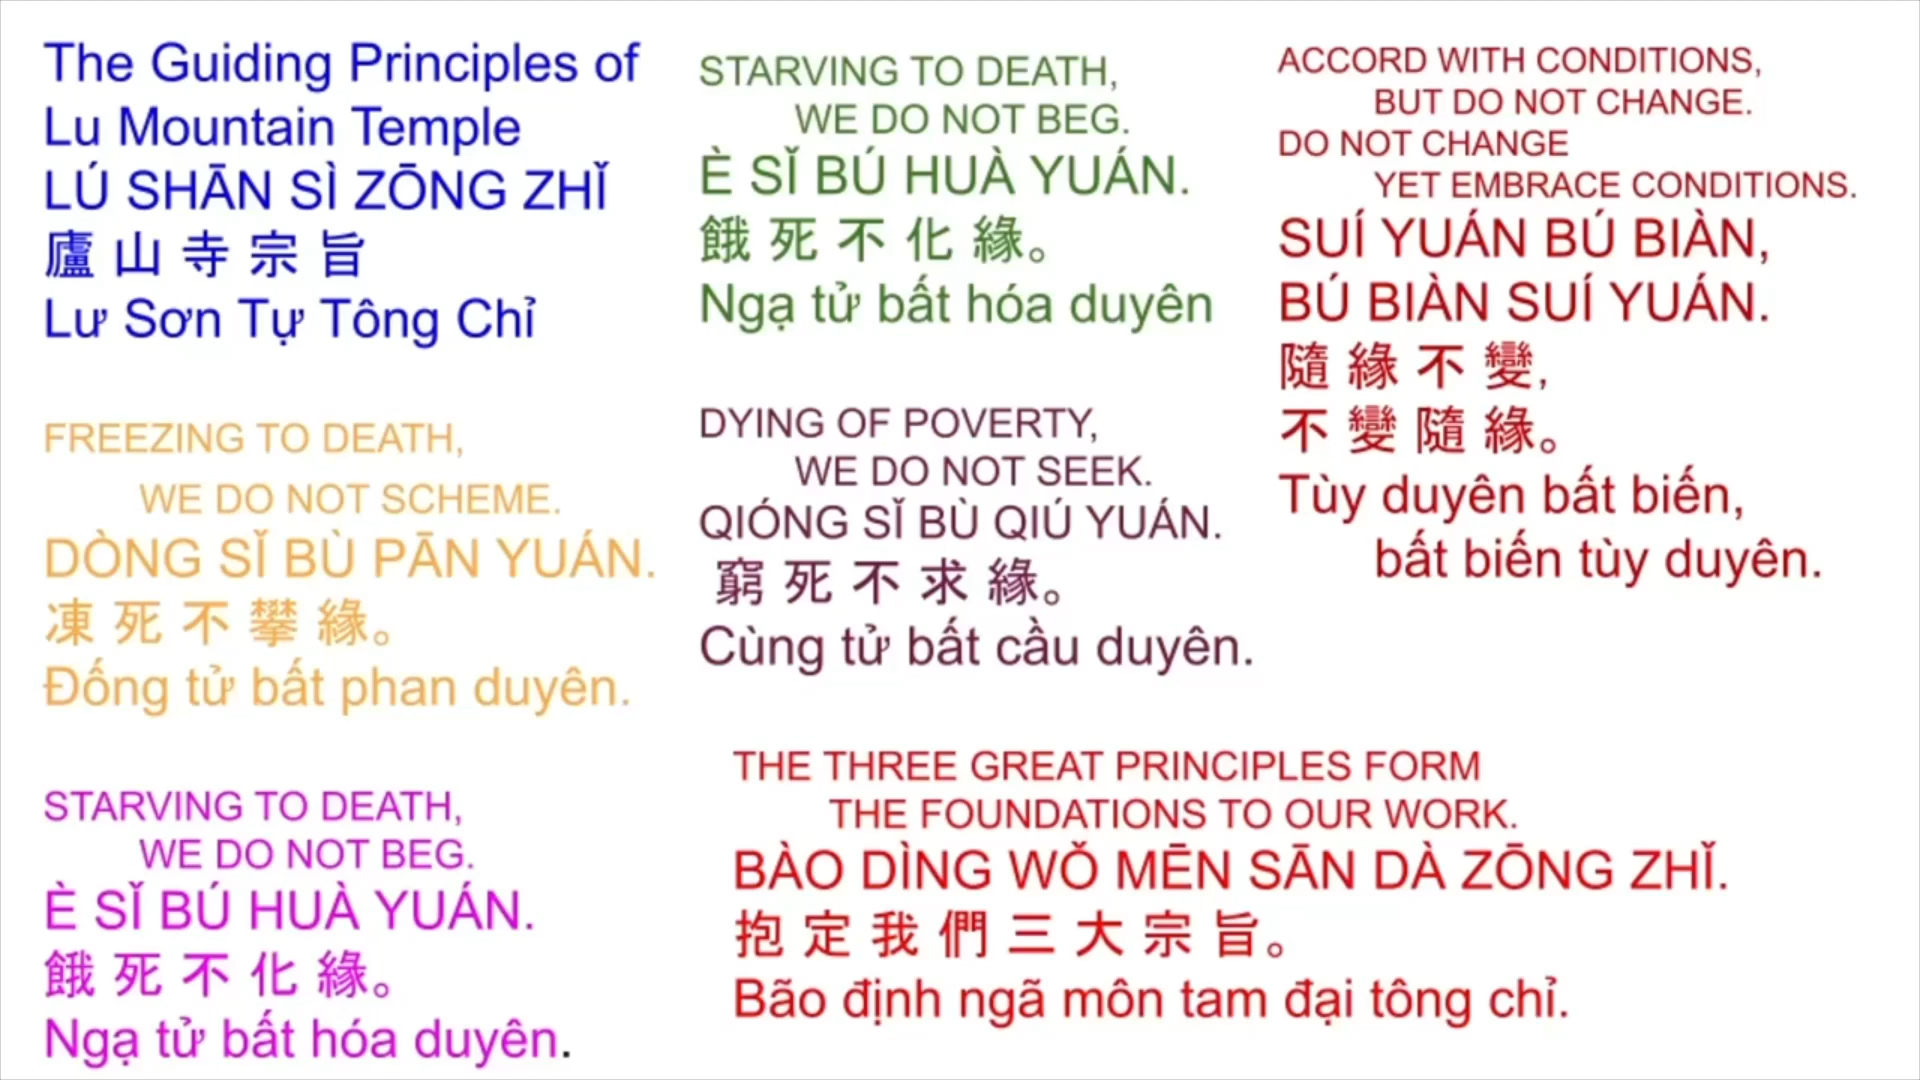 The Guiding Principles of
Lu Mountain Temple
LÚ SHĀN SÌ ZŌNG ZHǏ
廬 山 寺 宗 旨
Lư Sơn Tự Tông Chỉ
FREEZING TO DEATH,
WE DO NOT SCHEME.
DÒNG SǏ BÙ PĀN YUÁN.
凍 死 不 攀 緣。
Đống tử bất phan duyên.
STARVING TO DEATH,
WE DO NOT BEG.
È SǏ BÚ HUÀ YUÁN.
餓 死 不 化 緣。
Ngạ tử bất hóa duyên.
STARVING TO DEATH,
WE DO NOT BEG.
È SǏ BÚ HUÀ YUÁN.
餓 死 不 化 緣。
Ngạ tử bất hóa duyên
DYING OF POVERTY,
WE DO NOT SEEK.
QIÓNG SǏ BÙ QIÚ YUÁN.
窮 死 不 求 緣。
Cùng tử bất cầu duyên.
ACCORD WITH CONDITIONS,
BUT DO NOT CHANGE.
DO NOT CHANGE
YET EMBRACE CONDITIONS.
SUÍ YUÁN BÚ BIÀN,
BÚ BIÀN SUÍ YUÁN.
隨 緣 不 變,
不 變 隨 緣。
Tùy duyên bất biến,
bất biến tùy duyên.
THE THREE GREAT PRINCIPLES FORM
THE FOUNDATIONS TO OUR WORK.
BÀO DÌNG WǑ MĒN SĀN DÀ ZŌNG ZHǏ.
抱 定 我 們 三 大 宗 旨。
Bão định ngã môn tam đại tông chỉ.